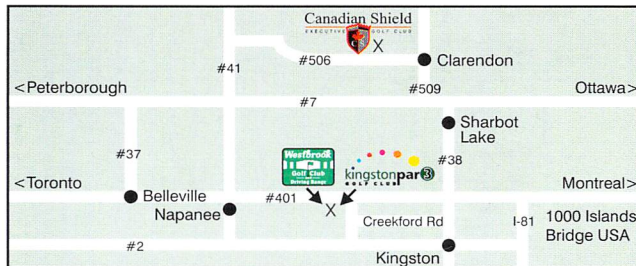 Canadian Shield
EXECUTIVE GOLF CLUB
X
#41
#506
Clarendon
<Peterborough
#7
#509
Ottawa>
Sharbot
Lake
#37
Westbrook
Golf Club
and
Driving Range
kingstonpar3
GOLF CLUB
#38
<Toronto
Montreal>
Belleville
#401
Napanee
X
Creekford Rd
I-81
1000 Islands
Bridge USA
#2
Kingston